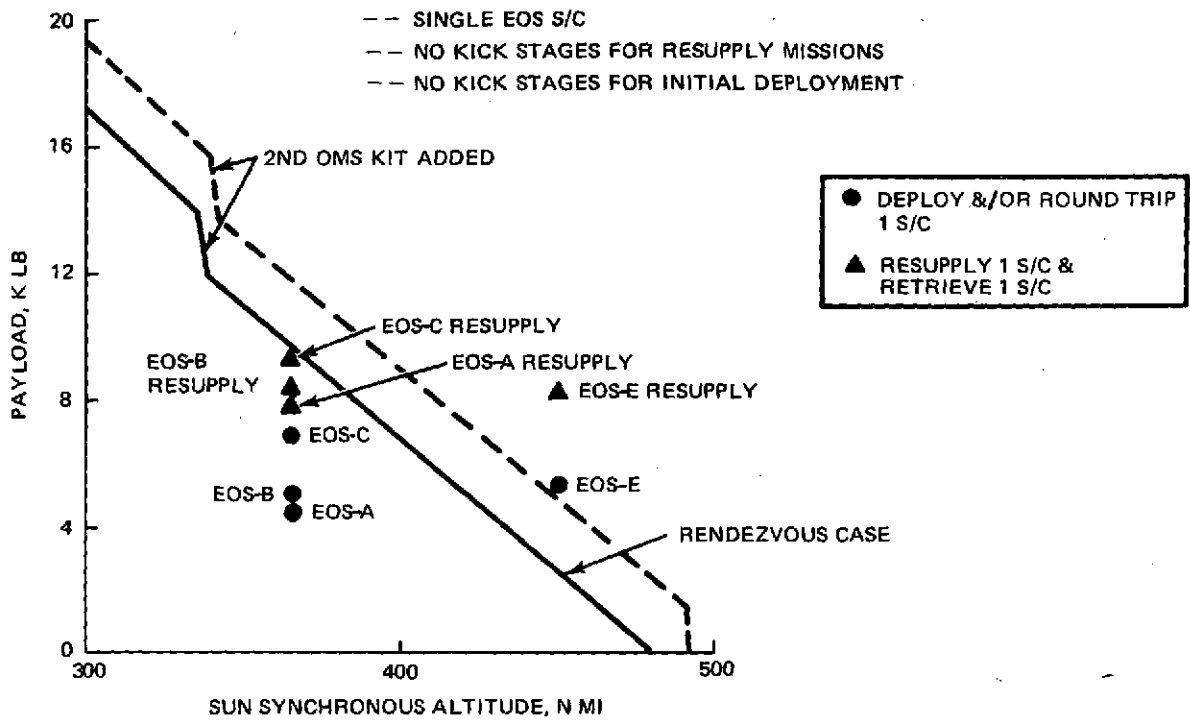 20
-- SINGLE EOS S/C
-- NO KICK STAGES FOR RESUPPLY MISSIONS
-- NO KICK STAGES FOR INITIAL DEPLOYMENT
16
2ND OMS KIT ADDED
● DEPLOY &/OR ROUND TRIP
1 S/C
▲ RESUPPLY 1 S/C &
RETRIEVE 1 S/C
PAYLOAD, K LB
12
EOS-C RESUPPLY
EOS-B
RESUPPLY
EOS-A RESUPPLY
8
EOS-E RESUPPLY
EOS-C
EOS-B
EOS-A
EOS-E
4
RENDEZVOUS CASE
0
300
400
500
SUN SYNCHRONOUS ALTITUDE, N MI